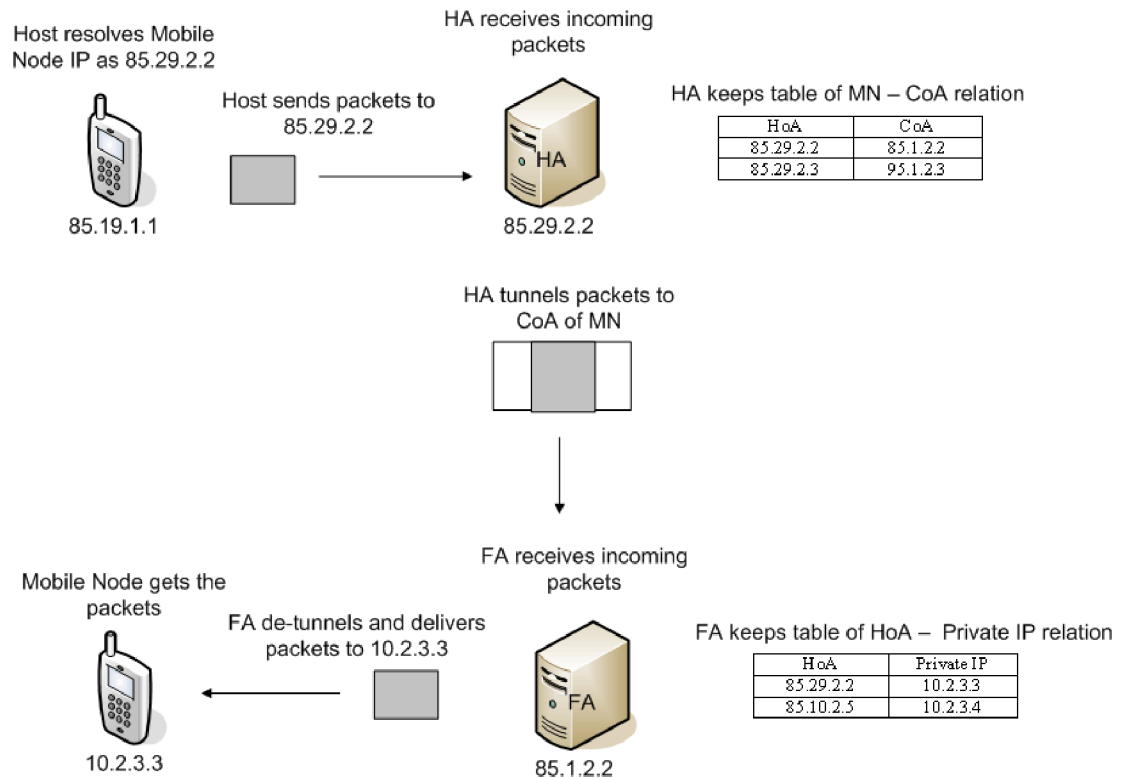 Host resolves Mobile
Node IP as 85.29.2.2
Host sends packets to
85.29.2.2
85.19.1.1
HA receives incoming
packets
HA
85.29.2.2
HA keeps table of MN – CoA relation
HoA CoA
85.29.2.2 85.1.2.2
85.29.2.3 95.1.2.3
HA tunnels packets to
CoA of MN
Mobile Node gets the
packets
10.2.3.3
FA de-tunnels and delivers
packets to 10.2.3.3
FA receives incoming
packets
FA
85.1.2.2
FA keeps table of HoA – Private IP relation
HoA Private IP
85.29.2.2 10.2.3.3
85.10.2.5 10.2.3.4